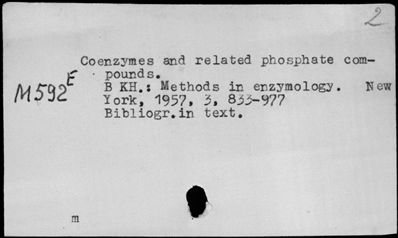 2
Coenzymes and related phosphate com-
pounds.
M592 E
B KH.: Methods in enzymology. New
York, 1957, 3, 833-977
Bibliogr.in text.
m